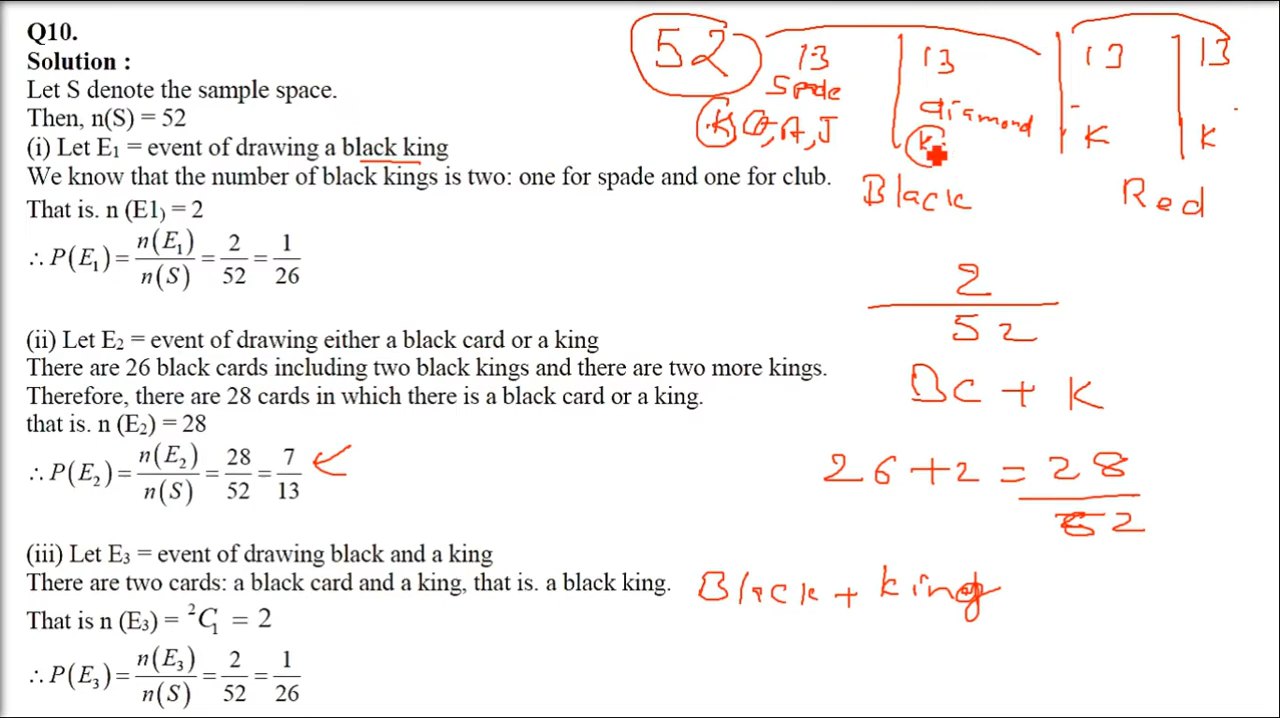 Q10.
Solution :
Let S denote the sample space.
Then, n(S) = 52
(i) Let E₁ = event of drawing a black king
We know that the number of black kings is two: one for spade and one for club.
That is. n (E1) = 2
∴ P(E₁) = n(E₁)/n(S) = 2/52 = 1/26
(ii) Let E₂ = event of drawing either a black card or a king
There are 26 black cards including two black kings and there are two more kings.
Therefore, there are 28 cards in which there is a black card or a king.
that is. n (E₂) = 28
∴ P(E₂) = n(E₂)/n(S) = 28/52 = 7/13
(iii) Let E₃ = event of drawing black and a king
There are two cards: a black card and a king, that is. a black king.
That is n (E₃) = ²C₁ = 2
∴ P(E₃) = n(E₃)/n(S) = 2/52 = 1/26
52 13 | 13 | 13 | 13
Spade diamond
K Q, A, J K K K
Black Red
2/52
BC + K
26 + 2 = 28/52
Black + king